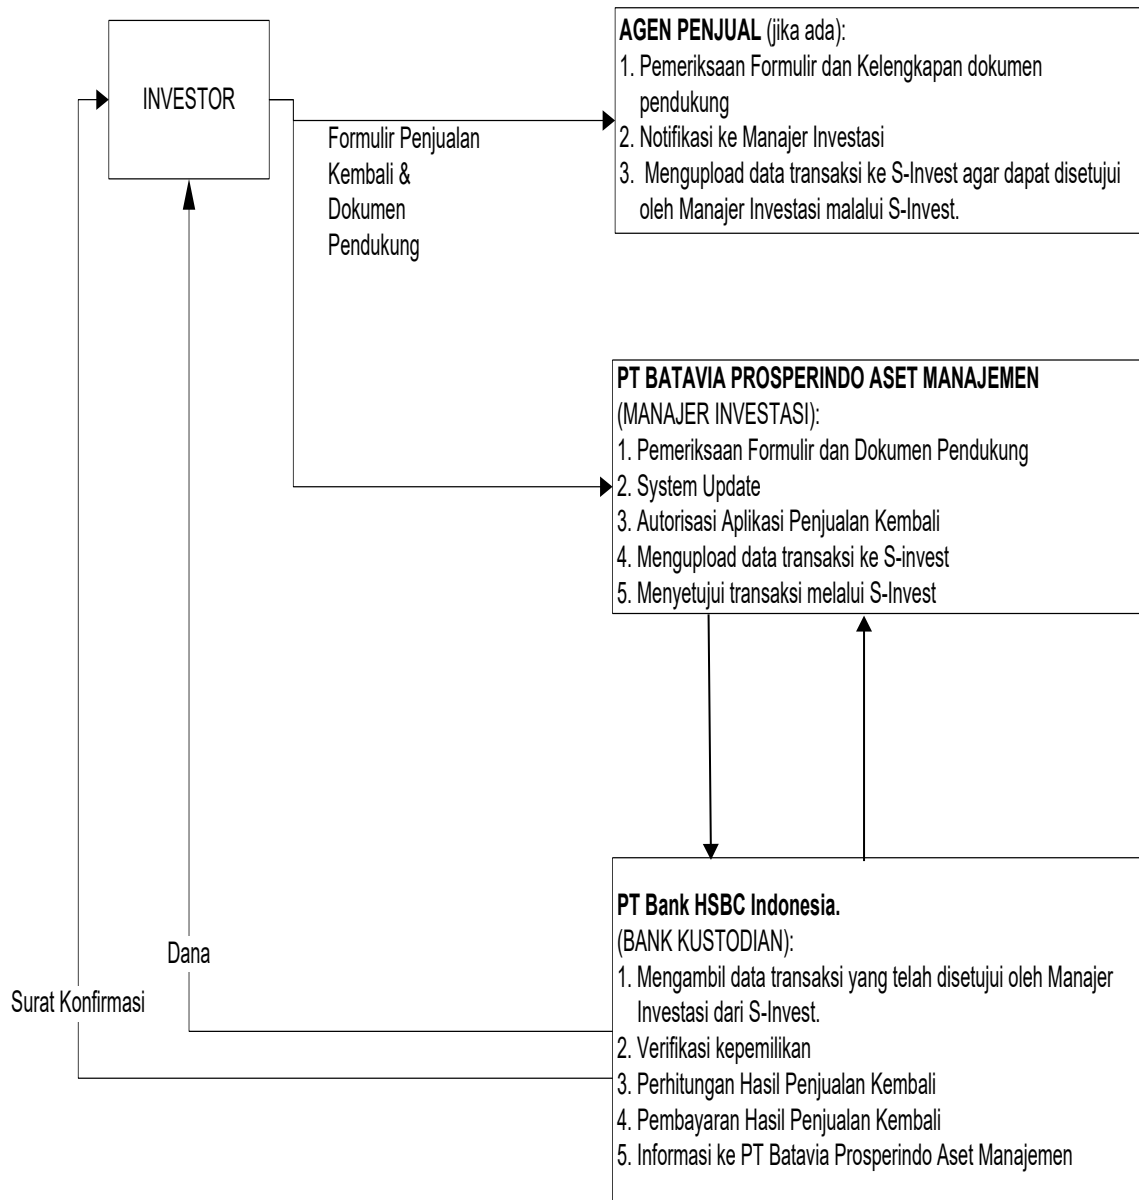 INVESTOR
Formulir Penjualan
Kembali &
Dokumen
Pendukung
AGEN PENJUAL (jika ada):
1. Pemeriksaan Formulir dan Kelengkapan dokumen
pendukung
2. Notifikasi ke Manajer Investasi
3. Mengupload data transaksi ke S-Invest agar dapat disetujui
oleh Manajer Investasi malalui S-Invest.
PT BATAVIA PROSPERINDO ASET MANAJEMEN
(MANAJER INVESTASI):
1. Pemeriksaan Formulir dan Dokumen Pendukung
2. System Update
3. Autorisasi Aplikasi Penjualan Kembali
4. Mengupload data transaksi ke S-invest
5. Menyetujui transaksi melalui S-Invest
Dana
Surat Konfirmasi
PT Bank HSBC Indonesia.
(BANK KUSTODIAN):
1. Mengambil data transaksi yang telah disetujui oleh Manajer
Investasi dari S-Invest.
2. Verifikasi kepemilikan
3. Perhitungan Hasil Penjualan Kembali
4. Pembayaran Hasil Penjualan Kembali
5. Informasi ke PT Batavia Prosperindo Aset Manajemen